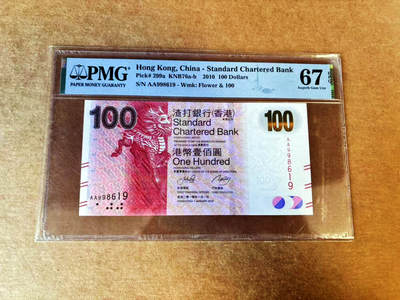 PMG
PAPER MONEY GUARANTY
Hong Kong, China - Standard Chartered Bank
Pick# 299a KNB76a-b 2010 100 Dollars
S/N AA998619 - Wmk: Flower & 100
67
Superb Gem Unc
100
渣打銀行(香港)
Standard
Chartered Bank
港幣壹佰圓
One Hundred
100
AA998619
AA998619